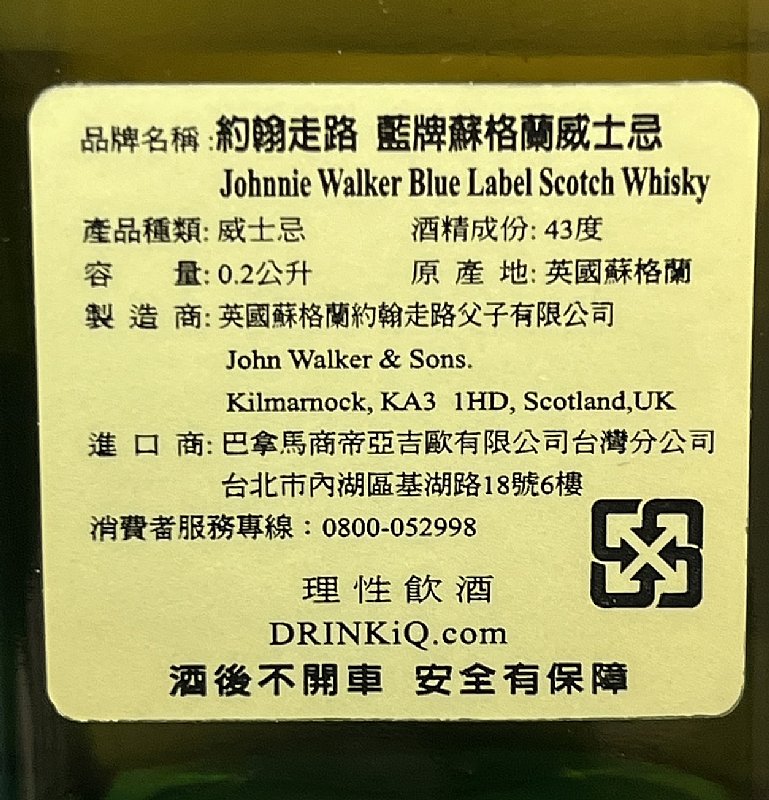 品牌名稱:約翰走路 藍牌蘇格蘭威士忌
Johnnie Walker Blue Label Scotch Whisky
產品種類: 威士忌 酒精成份: 43度
容 量: 0.2公升 原 產 地: 英國蘇格蘭
製 造 商: 英國蘇格蘭約翰走路父子有限公司
John Walker & Sons.
Kilmarnock, KA3 1HD, Scotland,UK
進 口 商: 巴拿馬商帝亞吉歐有限公司台灣分公司
台北市內湖區基湖路18號6樓
消費者服務專線：0800-052998
理性飲酒
DRINKiQ.com
酒後不開車 安全有保障